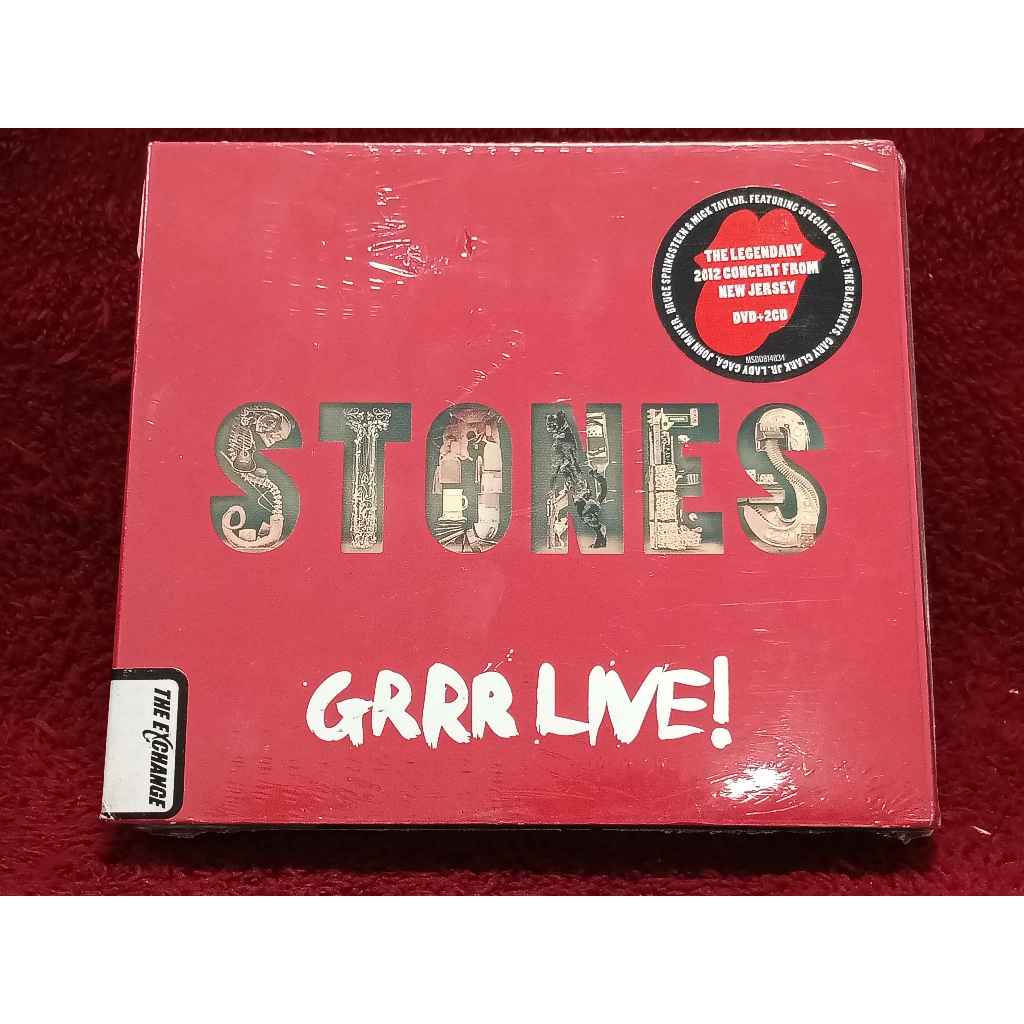 BRUCE SPRINGSTEEN & MICK TAYLOR. FEATURING SPECIAL GUESTS: THE BLACK KEYS, GARY CLARK JR, LADY GAGA, JOHN MAYER,
THE LEGENDARY
2012 CONCERT FROM
NEW JERSEY
DVD+2CD
MSD0814834
STONES
GRRR LIVE!
THE EXCHANGE